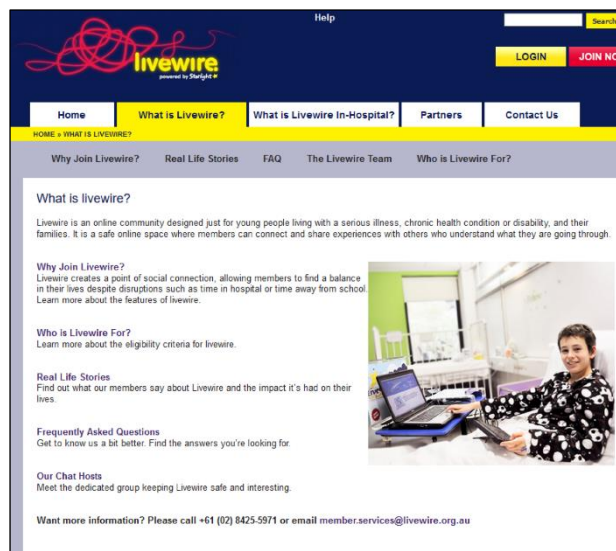 Help
Search
livewire
powered by Starlight
LOGIN
JOIN NO
Home
What is Livewire?
What is Livewire In-Hospital?
Partners
Contact Us
HOME » WHAT IS LIVEWIRE?
Why Join Livewire?
Real Life Stories
FAQ
The Livewire Team
Who is Livewire For?
What is livewire?
Livewire is an online community designed just for young people living with a serious illness, chronic health condition or disability, and their
families. It is a safe online space where members can connect and share experiences with others who understand what they are going through.
Why Join Livewire?
Livewire creates a point of social connection, allowing members to find a balance
in their lives despite disruptions such as time in hospital or time away from school.
Learn more about the features of livewire.
Who is Livewire For?
Learn more about the eligibility criteria for livewire.
Real Life Stories
Find out what our members say about Livewire and the impact it's had on their
lives.
Frequently Asked Questions
Get to know us a bit better. Find the answers you're looking for.
Our Chat Hosts
Meet the dedicated group keeping Livewire safe and interesting.
Want more information? Please call +61 (02) 8425-5971 or email member.services@livewire.org.au